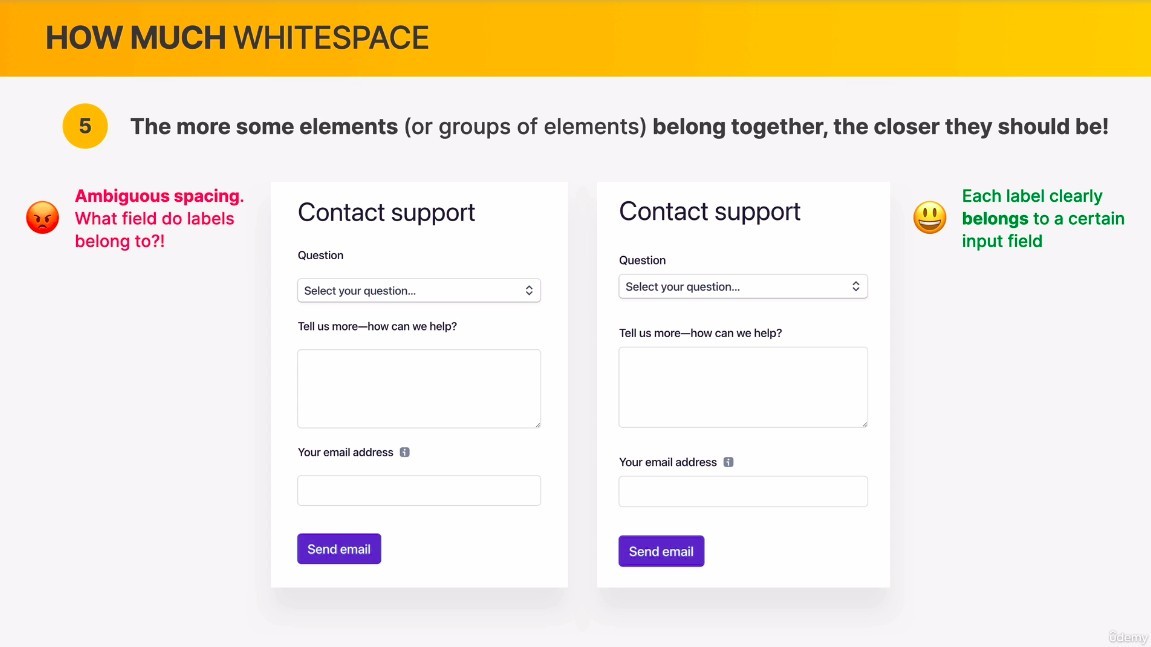 HOW MUCH WHITESPACE
5
The more some elements (or groups of elements) belong together, the closer they should be!
Ambiguous spacing.
What field do labels
belong to?!
Contact support
Question
Select your question...
Tell us more—how can we help?
Your email address
Send email
Contact support
Question
Select your question...
Tell us more—how can we help?
Your email address
Send email
Each label clearly
belongs to a certain
input field
ûdemy